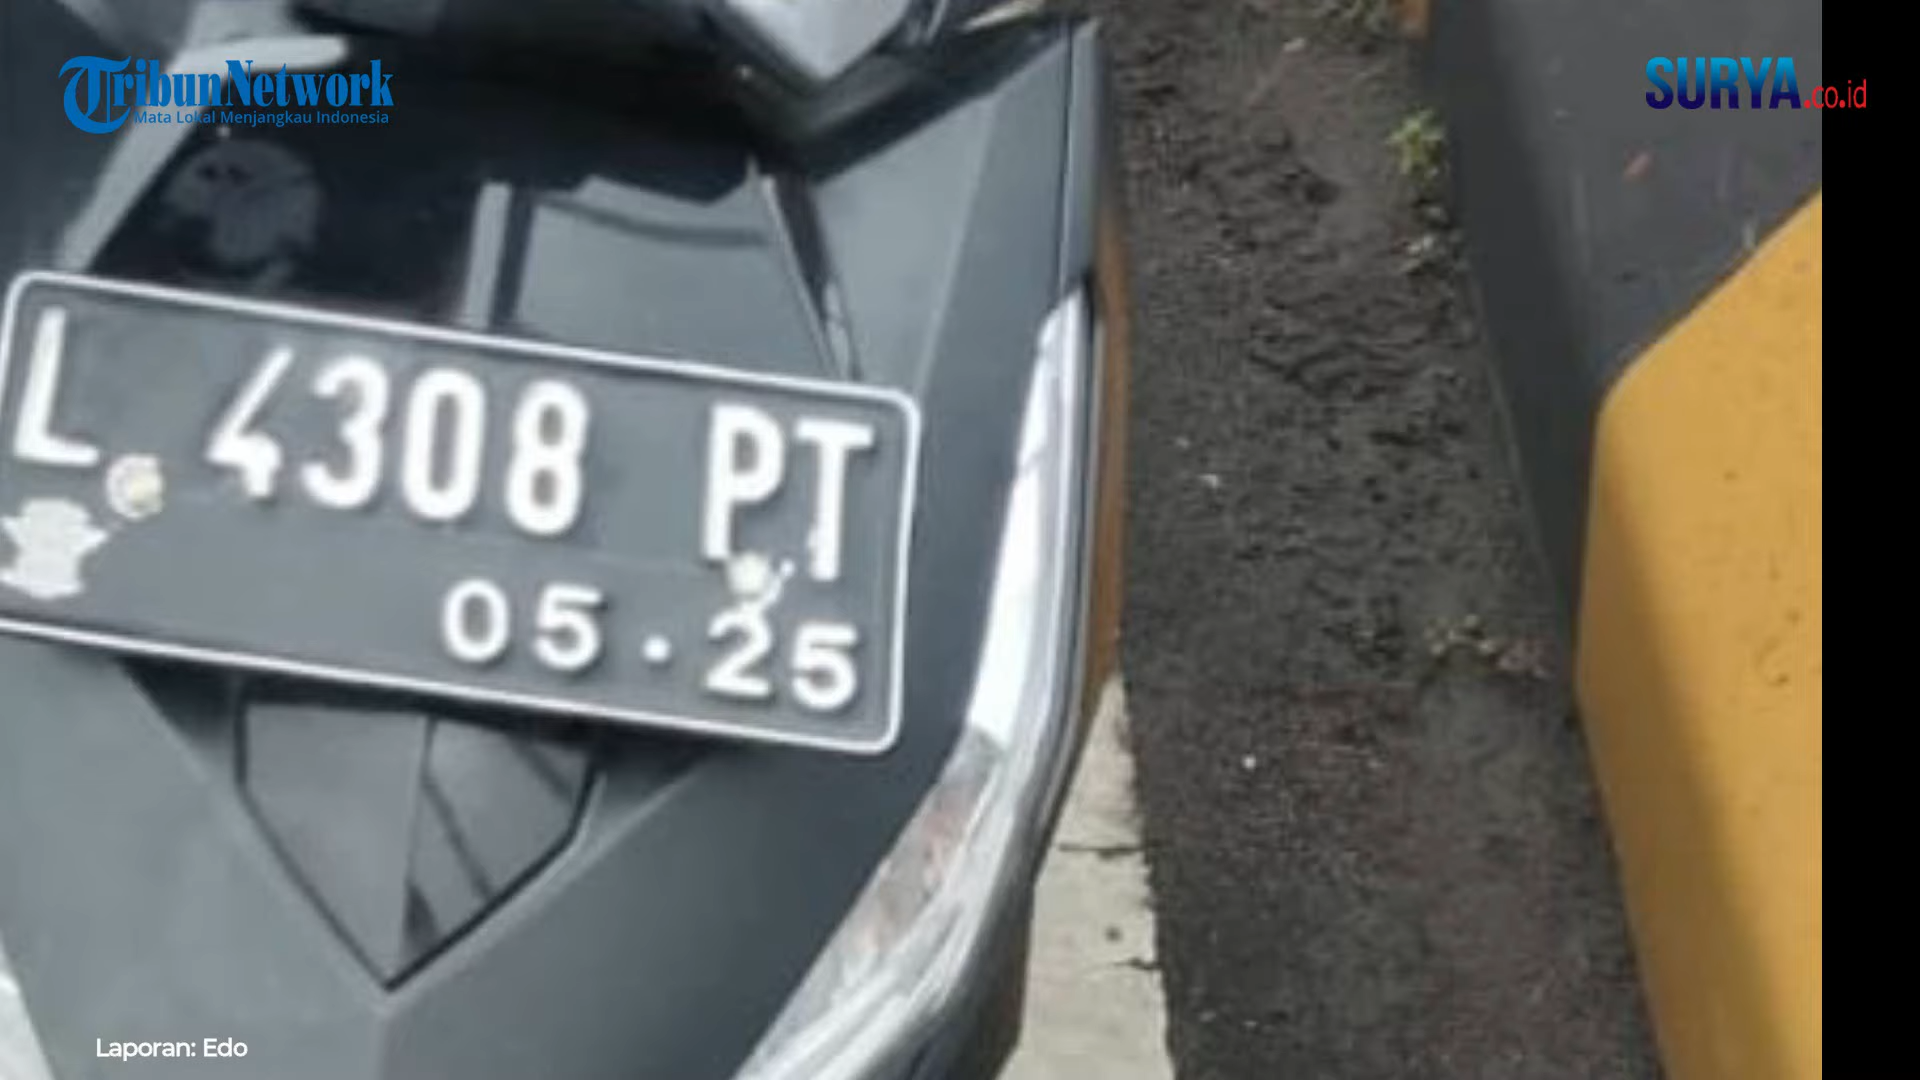 TribunNetwork
Mata Lokal Menjangkau Indonesia
SURYA.co.id
L 4308 PT
05 · 25
Laporan: Edo